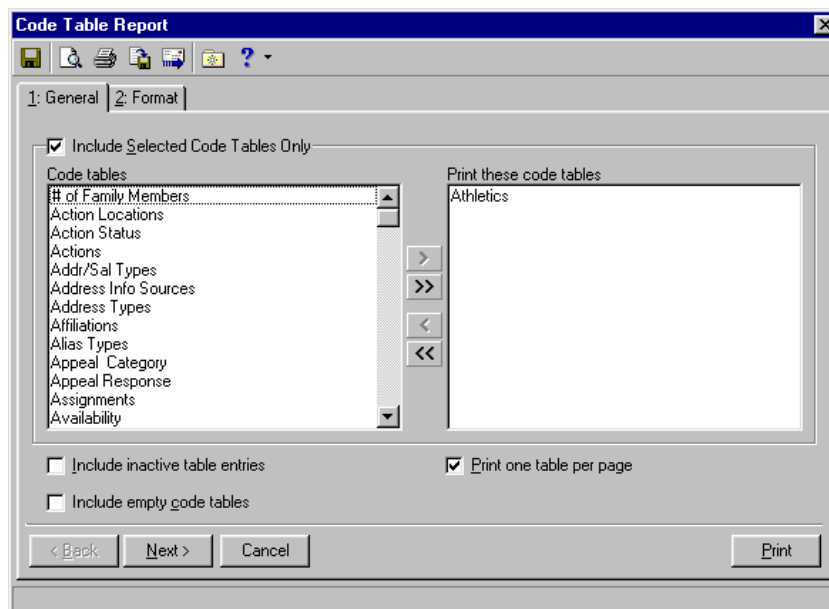 Code Table Report
1: General
2: Format
Include Selected Code Tables Only
Code tables
# of Family Members
Action Locations
Action Status
Actions
Addr/Sal Types
Address Info Sources
Address Types
Affiliations
Alias Types
Appeal  Category
Appeal Response
Assignments
Availability
>
>>
<
<<
Print these code tables
Athletics
Include inactive table entries
Print one table per page
Include empty code tables
< Back
Next >
Cancel
Print